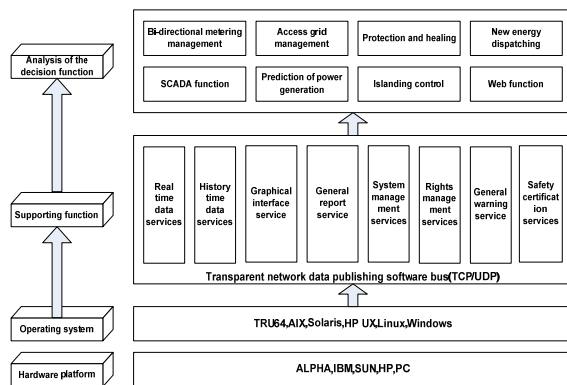 Bi-directional metering
management
Access grid
management
Protection and healing
New energy
dispatching
Analysis of the
decision function
SCADA function
Prediction of power
generation
Islanding control
Web function
Real
time
data
services
History
time
data
services
Graphical
interface
service
General
report
service
System
manage
ment
services
Rights
manage
ment
services
General
warning
service
Safety
certificat
ion
services
Supporting function
Transparent network data publishing software bus(TCP/UDP)
Operating system
TRU64,AIX,Solaris,HP UX,Linux,Windows
Hardware platform
ALPHA,IBM,SUN,HP,PC